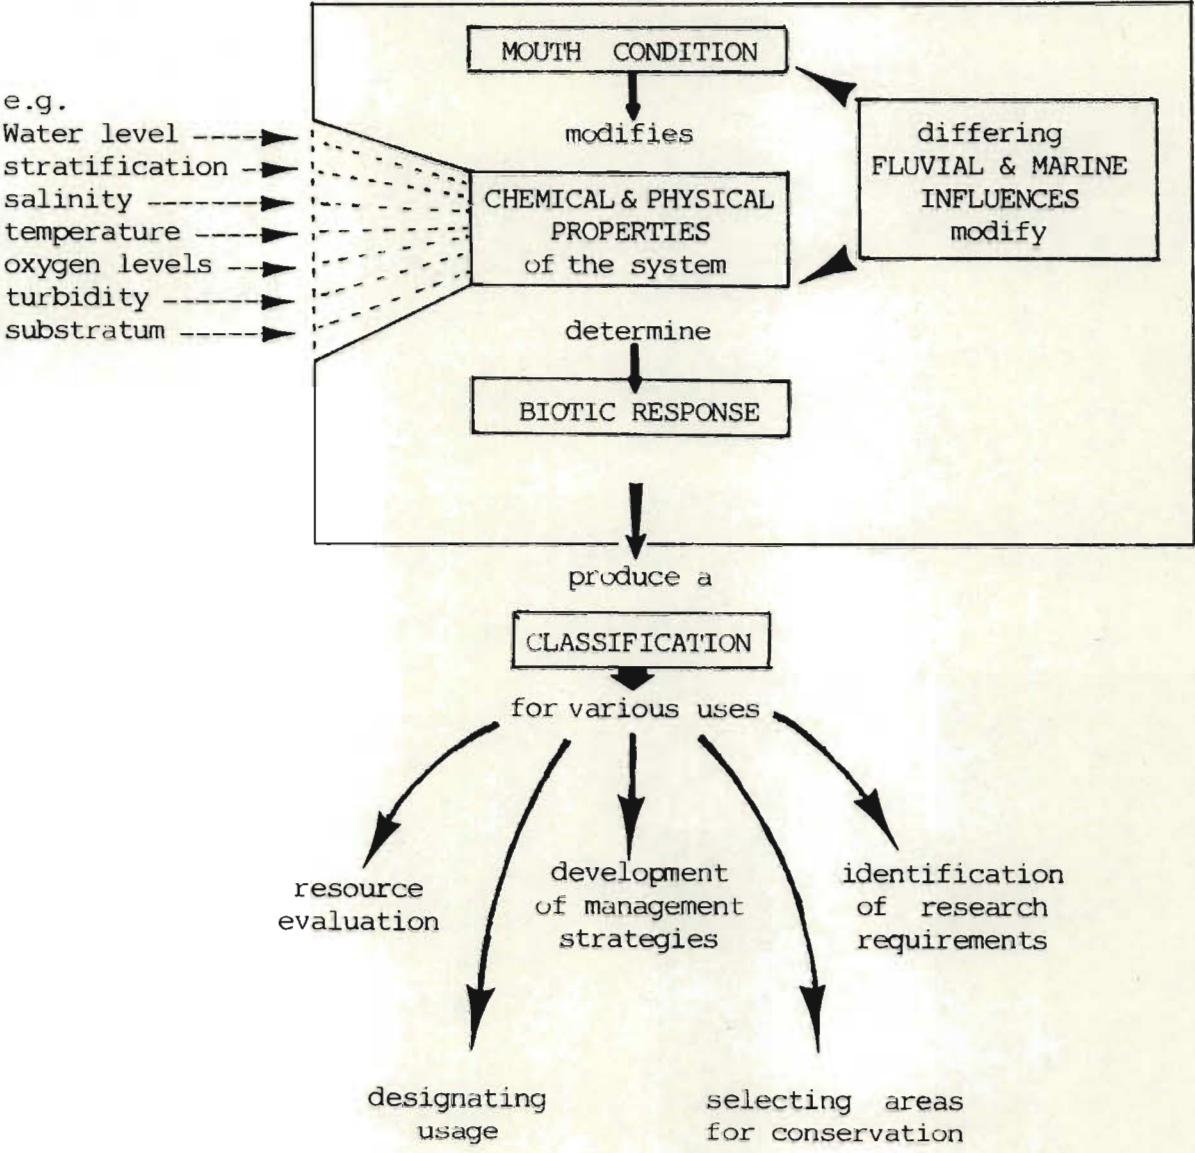 MOUTH CONDITION
modifies
differing
FLUVIAL & MARINE
INFLUENCES
modify
e.g.
Water level
stratification
salinity
temperature
oxygen levels
turbidity
substratum
CHEMICAL & PHYSICAL
PROPERTIES
of the system
determine
BIOTIC RESPONSE
produce a
CLASSIFICATION
for various uses
resource
evaluation
development
of management
strategies
identification
of research
requirements
designating
usage
selecting areas
for conservation